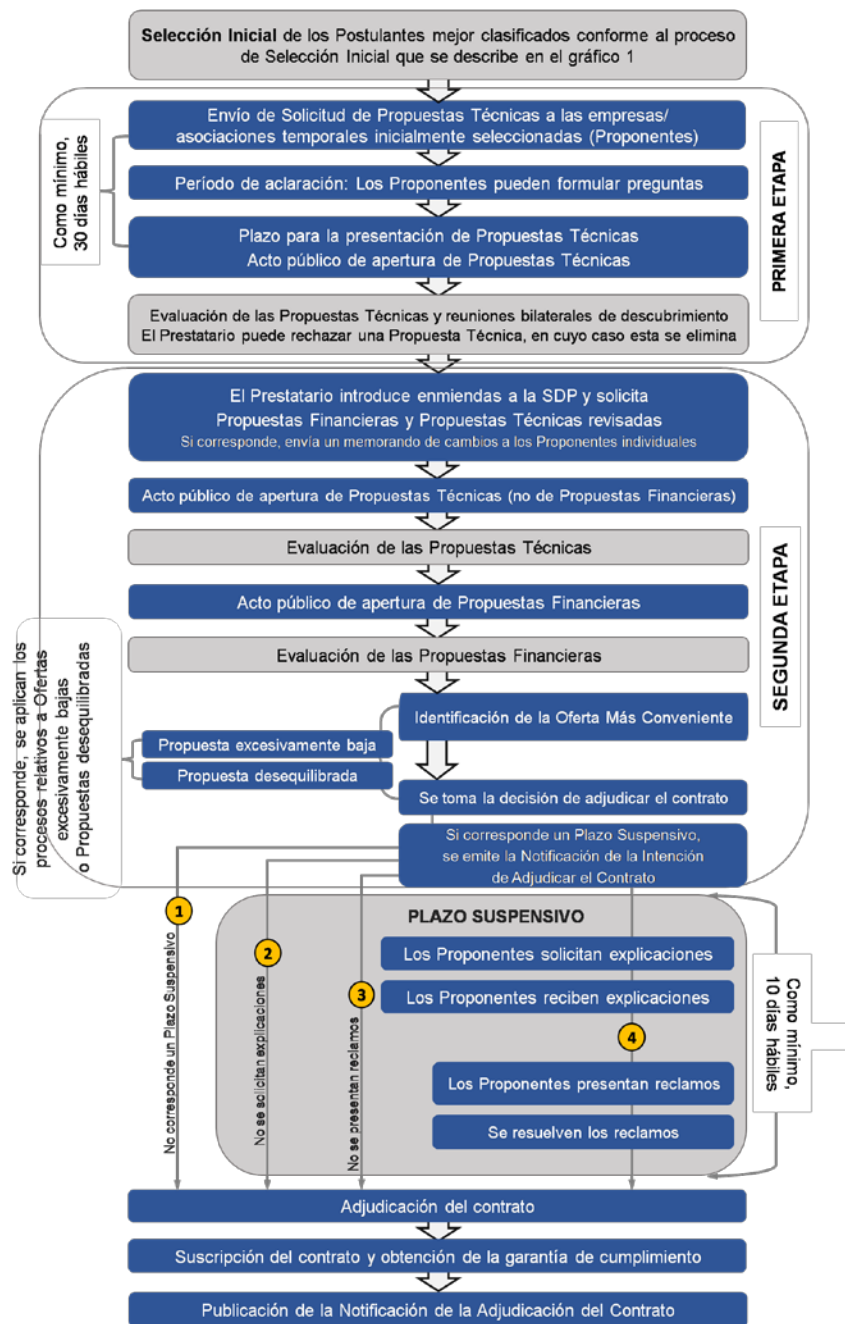 Selección Inicial de los Postulantes mejor clasificados conforme al proceso
de Selección Inicial que se describe en el gráfico 1
Envío de Solicitud de Propuestas Técnicas a las empresas/
asociaciones temporales inicialmente seleccionadas (Proponentes)
Período de aclaración: Los Proponentes pueden formular preguntas
Como mínimo,
30 días hábiles
Plazo para la presentación de Propuestas Técnicas
Acto público de apertura de Propuestas Técnicas
PRIMERA ETAPA
Evaluación de las Propuestas Técnicas y reuniones bilaterales de descubrimiento
El Prestatario puede rechazar una Propuesta Técnica, en cuyo caso esta se elimina
El Prestatario introduce enmiendas a la SDP y solicita
Propuestas Financieras y Propuestas Técnicas revisadas
Si corresponde, envía un memorando de cambios a los Proponentes individuales
Acto público de apertura de Propuestas Técnicas (no de Propuestas Financieras)
Evaluación de las Propuestas Técnicas
Acto público de apertura de Propuestas Financieras
SEGUNDA ETAPA
Evaluación de las Propuestas Financieras
Identificación de la Oferta Más Conveniente
Propuesta excesivamente baja
Propuesta desequilibrada
Si corresponde, se aplican los
procesos relativos a Ofertas
excesivamente bajas
o Propuestas desequilibradas
Se toma la decisión de adjudicar el contrato
Si corresponde un Plazo Suspensivo,
se emite la Notificación de la Intención
de Adjudicar el Contrato
PLAZO SUSPENSIVO
1
No corresponde un Plazo Suspensivo
2
No se solicitan explicaciones
3
No se presentan reclamos
Los Proponentes solicitan explicaciones
Los Proponentes reciben explicaciones
4
Como mínimo,
10 días hábiles
Los Proponentes presentan reclamos
Se resuelven los reclamos
Adjudicación del contrato
Suscripción del contrato y obtención de la garantía de cumplimiento
Publicación de la Notificación de la Adjudicación del Contrato